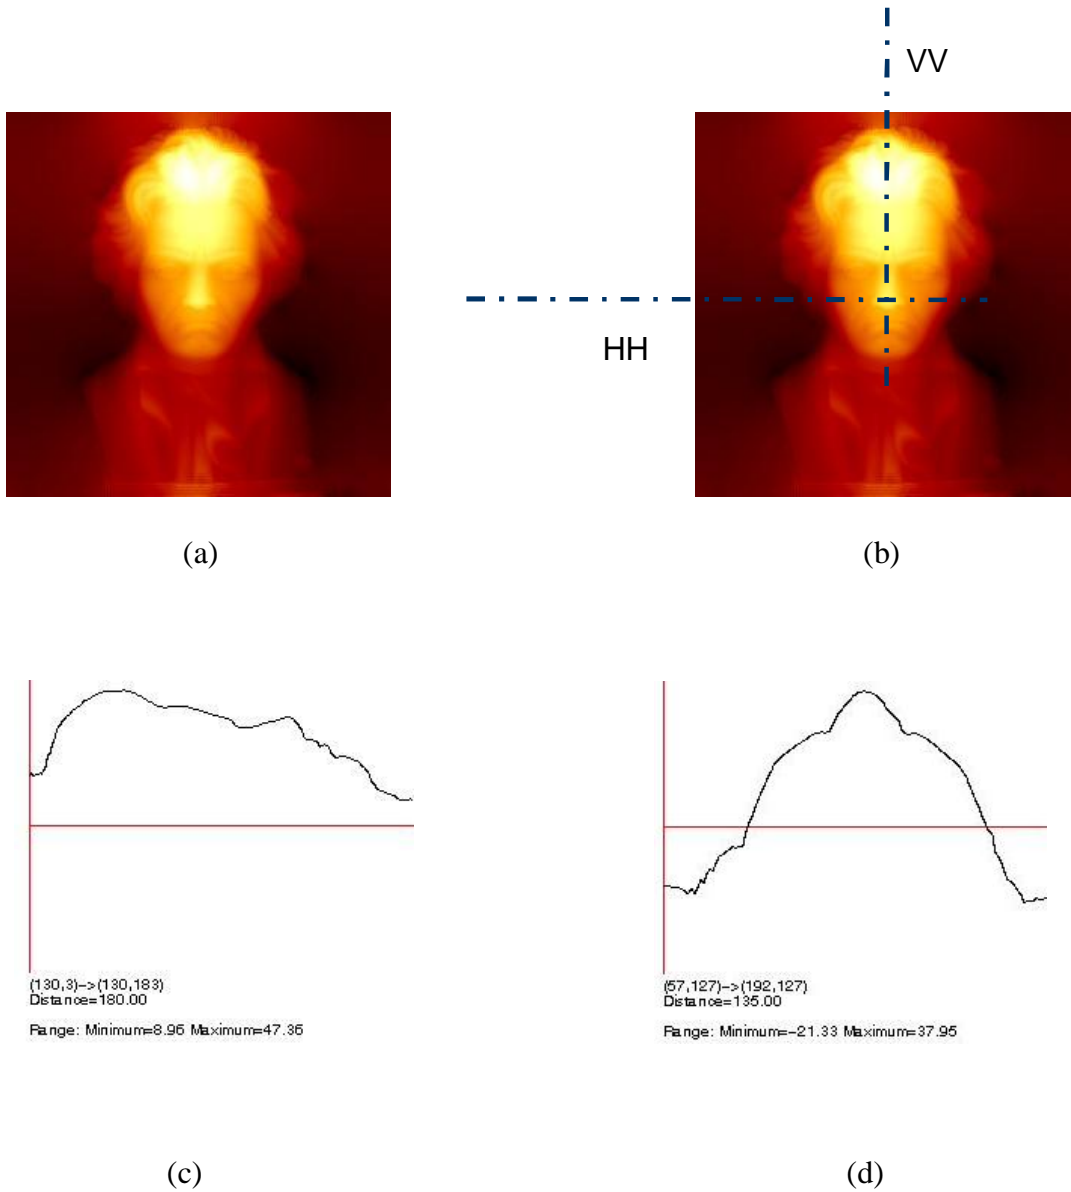 VV
HH
(a)
(b)
(130,3)->(130,183)
Distance=180.00
Range: Minimum=8.96 Maximum=47.36
(57,127)->(192,127)
Distance=135.00
Range: Minimum=-21.33 Maximum=37.95
(c)
(d)